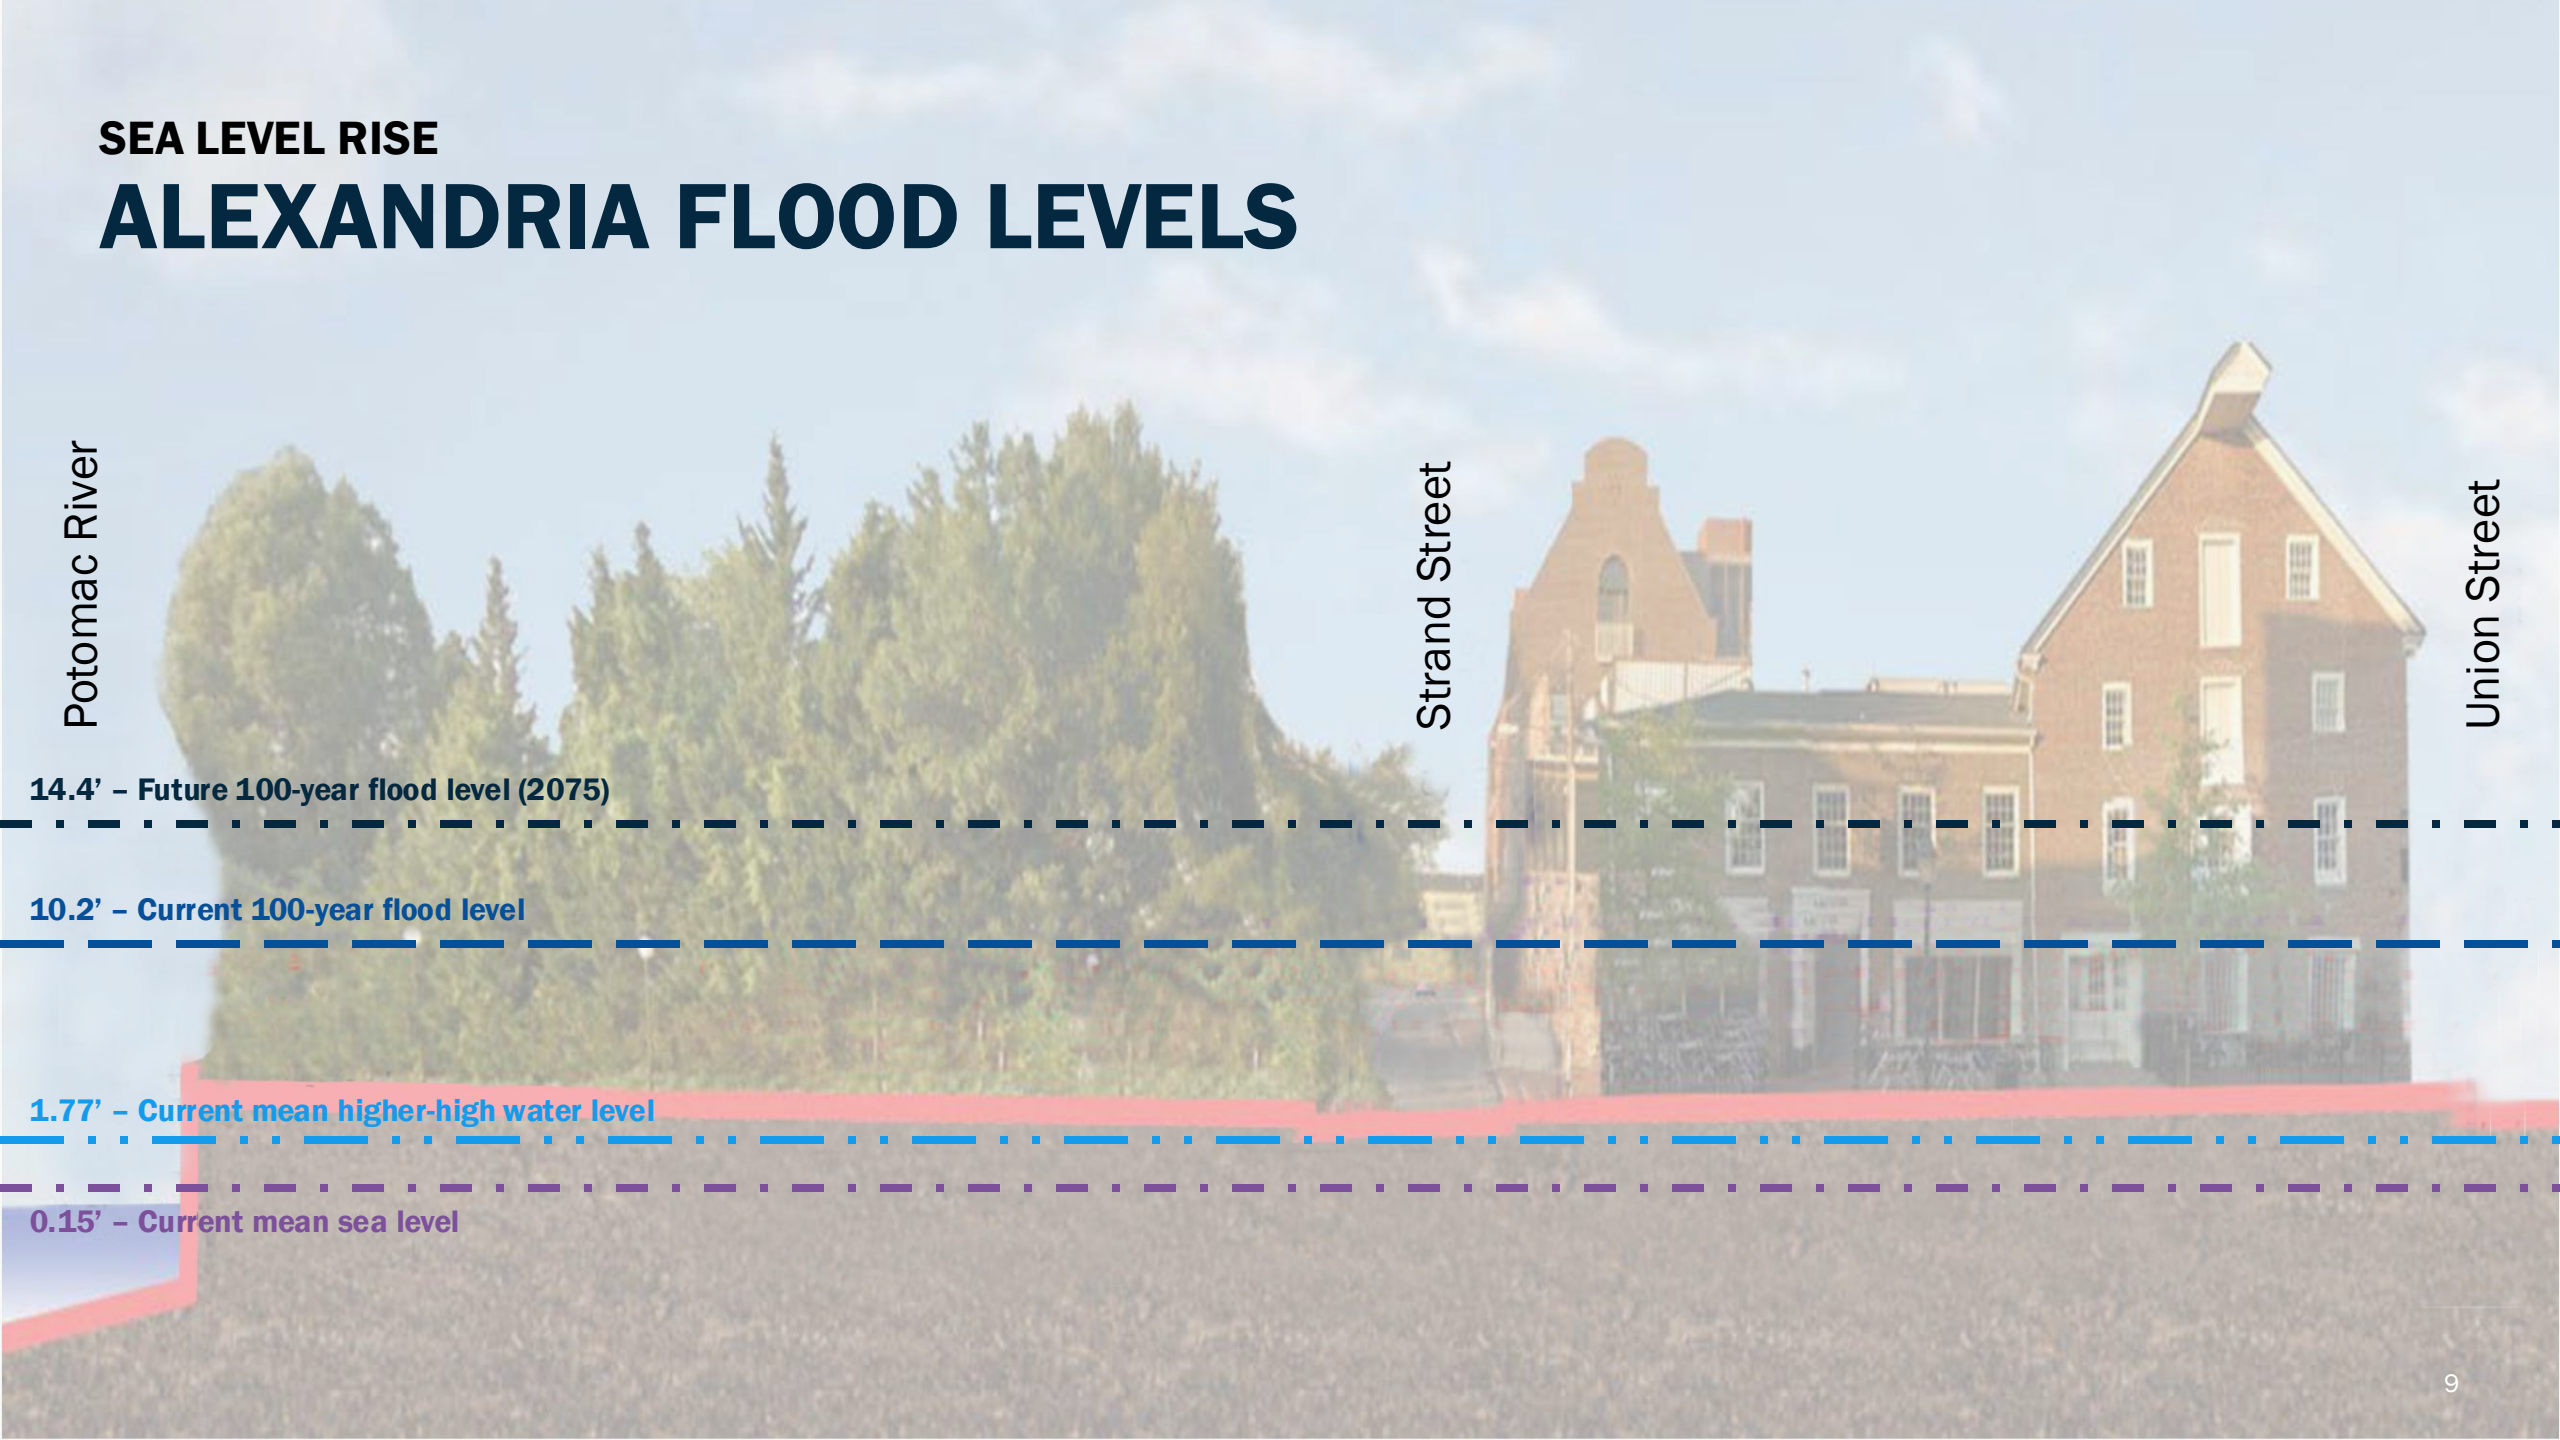 SEA LEVEL RISE
ALEXANDRIA FLOOD LEVELS
Potomac River
Strand Street
Union Street
14.4’ – Future 100-year flood level (2075)
10.2’ – Current 100-year flood level
1.77’ – Current mean higher-high water level
0.15’ – Current mean sea level
9